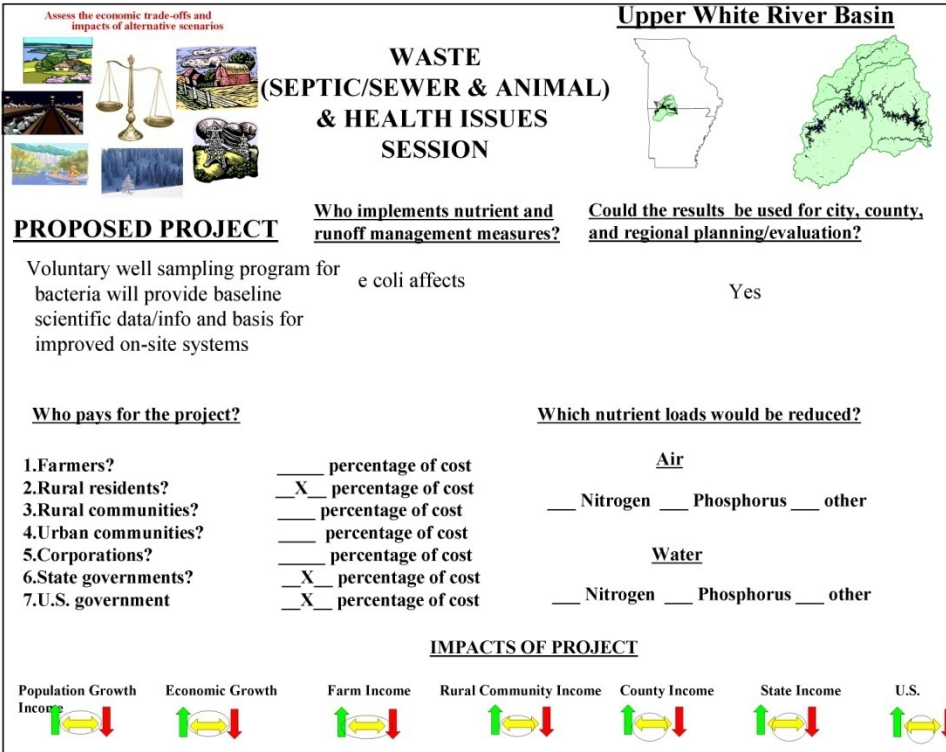 Assess the economic trade-offs and
impacts of alternative scenarios
WASTE
(SEPTIC/SEWER & ANIMAL)
& HEALTH ISSUES
SESSION
Upper White River Basin
PROPOSED PROJECT
Voluntary well sampling program for
bacteria will provide baseline
scientific data/info and basis for
improved on-site systems
Who implements nutrient and
runoff management measures?
e coli affects
Could the results be used for city, county,
and regional planning/evaluation?
Yes
Who pays for the project?
1.Farmers? _____ percentage of cost
2.Rural residents? __X__ percentage of cost
3.Rural communities? ____ percentage of cost
4.Urban communities? ____ percentage of cost
5.Corporations? _____ percentage of cost
6.State governments? __X__ percentage of cost
7.U.S. government __X__ percentage of cost
Which nutrient loads would be reduced?
Air
___ Nitrogen ___ Phosphorus ___ other
Water
___ Nitrogen ___ Phosphorus ___ other
IMPACTS OF PROJECT
Population Growth Economic Growth Farm Income Rural Community Income County Income State Income U.S.
Income